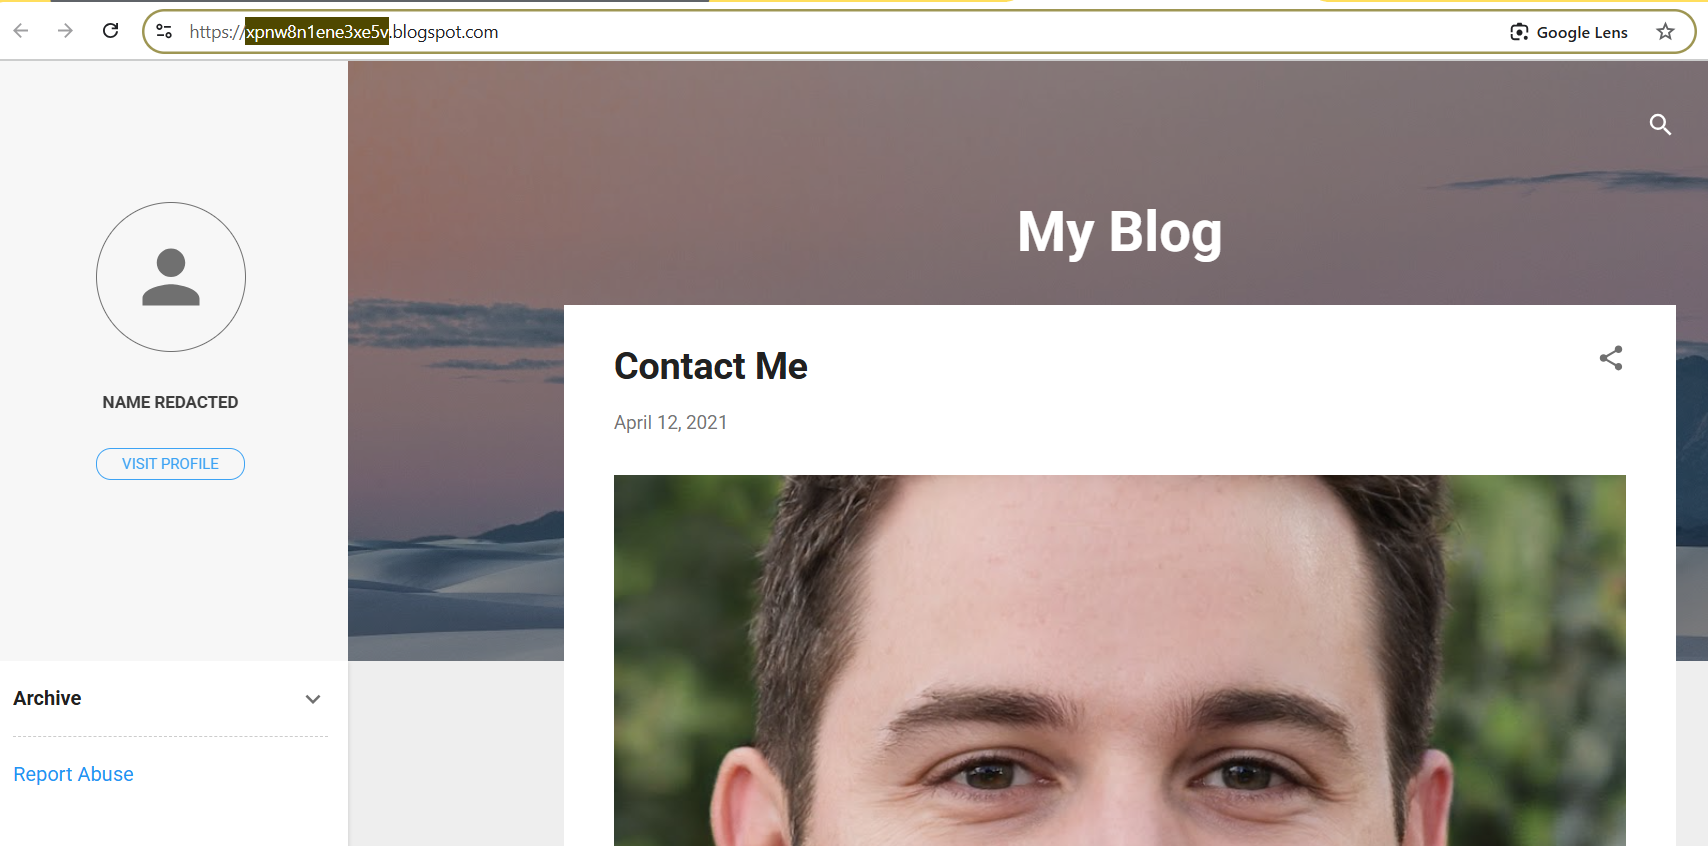 https://xpnw8n1ene3xe5v.blogspot.com
Google Lens
My Blog
NAME REDACTED
VISIT PROFILE
Contact Me
April 12, 2021
Archive
Report Abuse